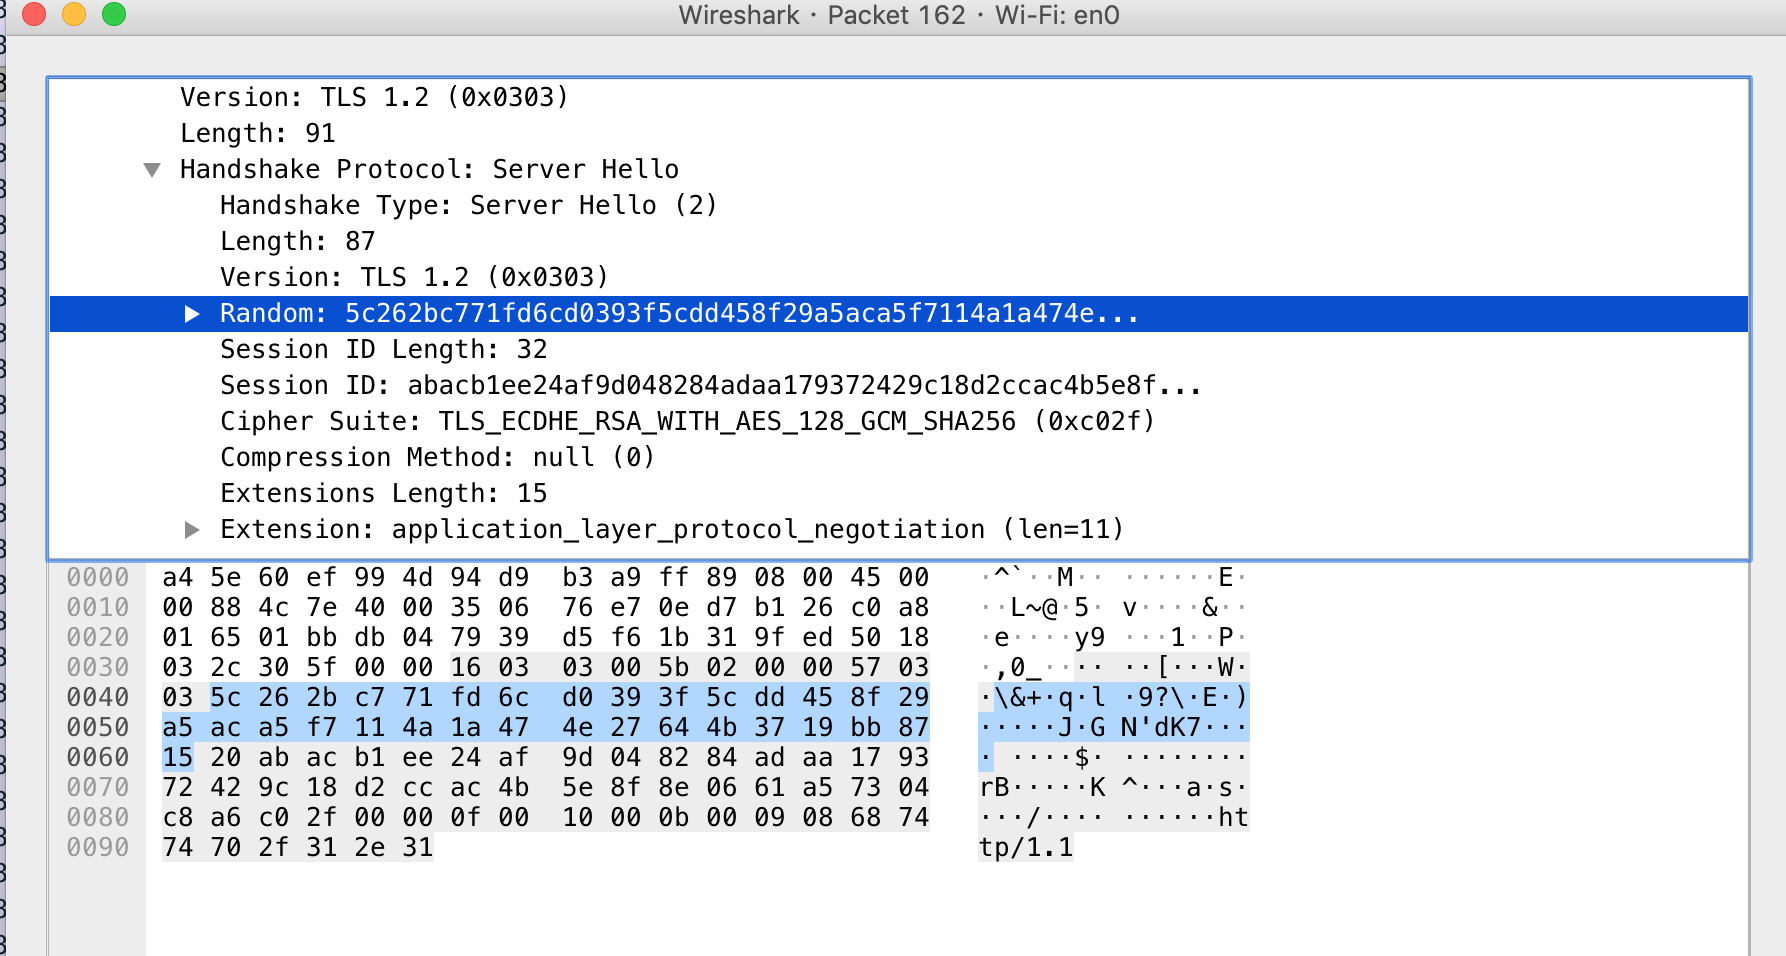 Wireshark · Packet 162 · Wi-Fi: en0
Version: TLS 1.2 (0x0303)
Length: 91
Handshake Protocol: Server Hello
Handshake Type: Server Hello (2)
Length: 87
Version: TLS 1.2 (0x0303)
Random: 5c262bc771fd6cd0393f5cdd458f29a5aca5f7114a1a474e...
Session ID Length: 32
Session ID: abacb1ee24af9d048284adaa179372429c18d2ccac4b5e8f...
Cipher Suite: TLS_ECDHE_RSA_WITH_AES_128_GCM_SHA256 (0xc02f)
Compression Method: null (0)
Extensions Length: 15
Extension: application_layer_protocol_negotiation (len=11)
0000 a4 5e 60 ef 99 4d 94 d9 b3 a9 ff 89 08 00 45 00 ·^`··M·· ······E·
0010 00 88 4c 7e 40 00 35 06 76 e7 0e d7 b1 26 c0 a8 ··L~@·5· v····&··
0020 01 65 01 bb db 04 79 39 d5 f6 1b 31 9f ed 50 18 ·e····y9 ···1··P·
0030 03 2c 30 5f 00 00 16 03 03 00 5b 02 00 00 57 03 ·,0_···· ··[···W·
0040 03 5c 26 2b c7 71 fd 6c d0 39 3f 5c dd 45 8f 29 ·\&+·q·l ·9?\·E·)
0050 a5 ac a5 f7 11 4a 1a 47 4e 27 64 4b 37 19 bb 87 ·····J·G N'dK7···
0060 15 20 ab ac b1 ee 24 af 9d 04 82 84 ad aa 17 93 · ····$· ········
0070 72 42 9c 18 d2 cc ac 4b 5e 8f 8e 06 61 a5 73 04 rB·····K ^···a·s·
0080 c8 a6 c0 2f 00 00 0f 00 10 00 0b 00 09 08 68 74 ···/···· ······ht
0090 74 70 2f 31 2e 31 tp/1.1